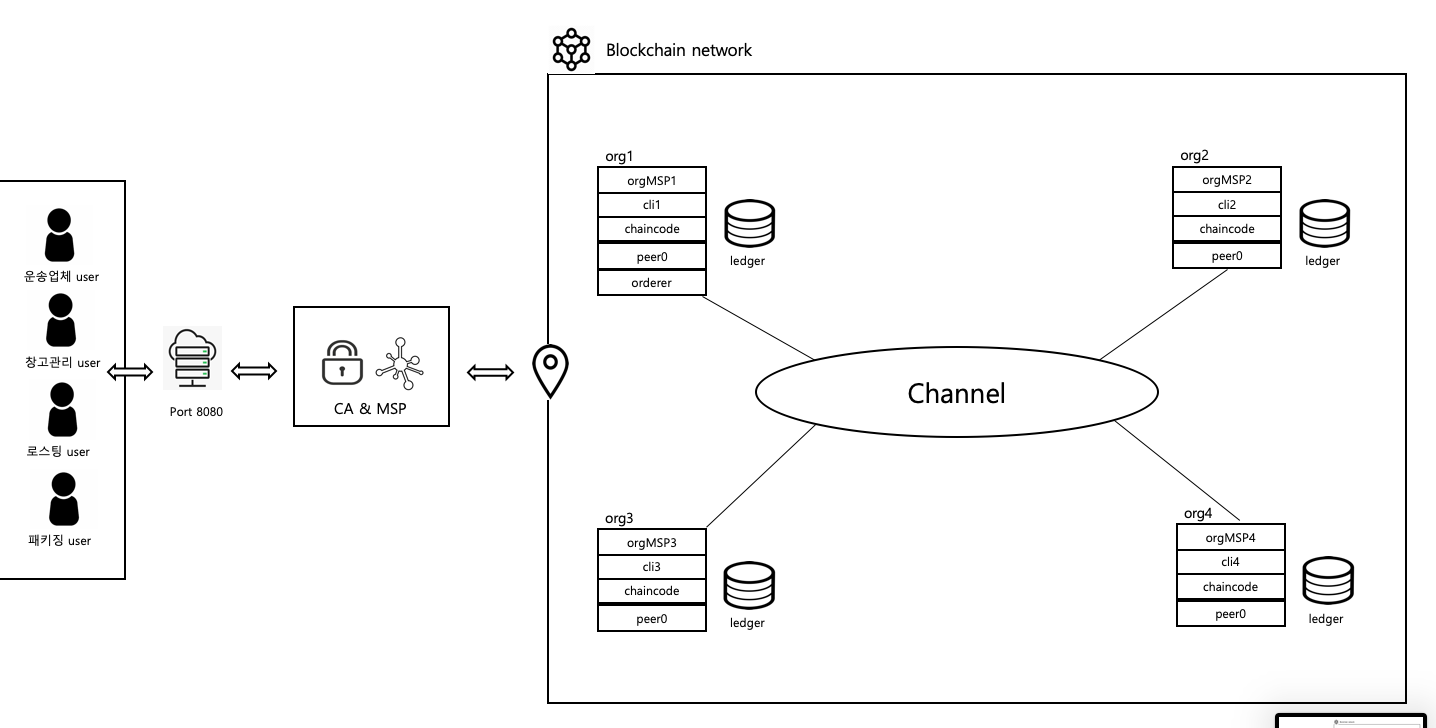 Blockchain network
운송업체 user
창고관리 user
로스팅 user
패키징 user
Port 8080
CA & MSP
org1
orgMSP1
cli1
chaincode
peer0
orderer
ledger
org2
orgMSP2
cli2
chaincode
peer0
ledger
Channel
org3
orgMSP3
cli3
chaincode
peer0
ledger
org4
orgMSP4
cli4
chaincode
peer0
ledger